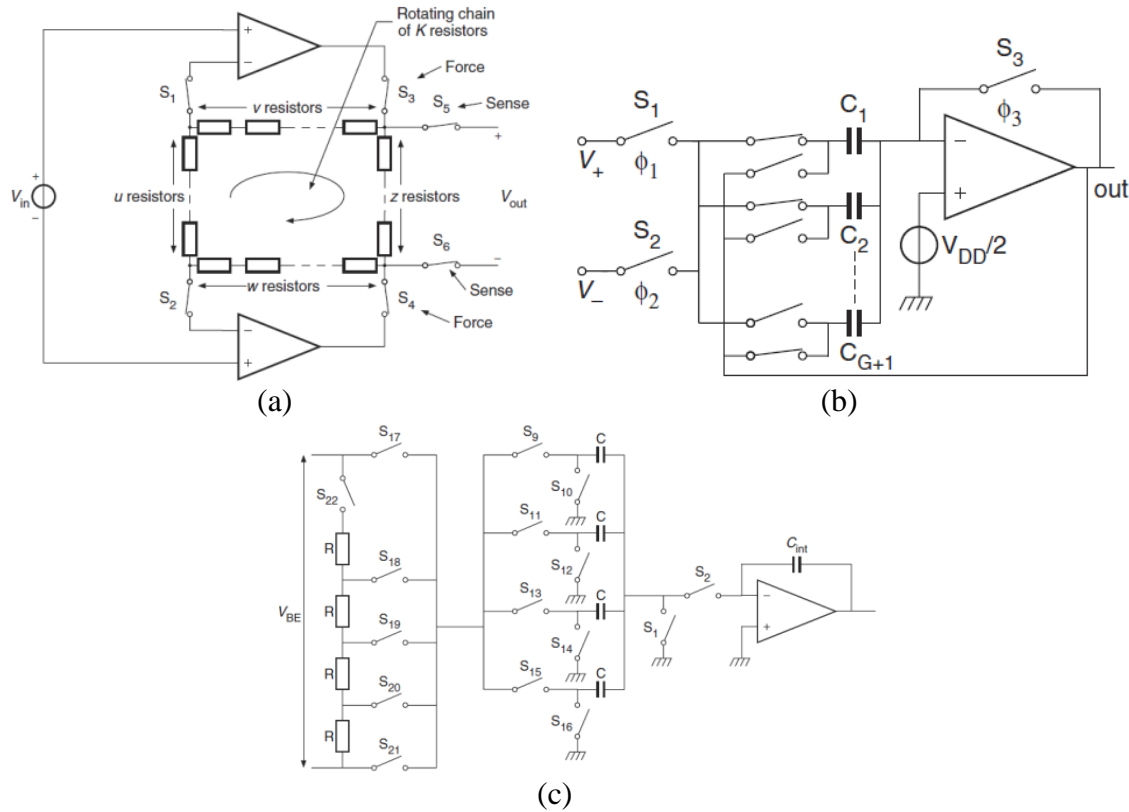 Rotating chain
of K resistors
+
−
Force
S1
S3
S5
Sense
v resistors
+
Vin
+
−
u resistors
z resistors
Vout
S6
−
w resistors
Sense
S2
S4
Force
−
+
(a)
S3
ϕ3
S1
V+
ϕ1
C1
−
+
out
S2
V−
ϕ2
C2
VDD/2
CG+1
(b)
S17
S9
C
S22
S10
R
S11
C
S18
Cint
S12
S2
R
VBE
S19
S13
C
−
+
S1
S14
R
S20
S15
C
R
S16
S21
(c)